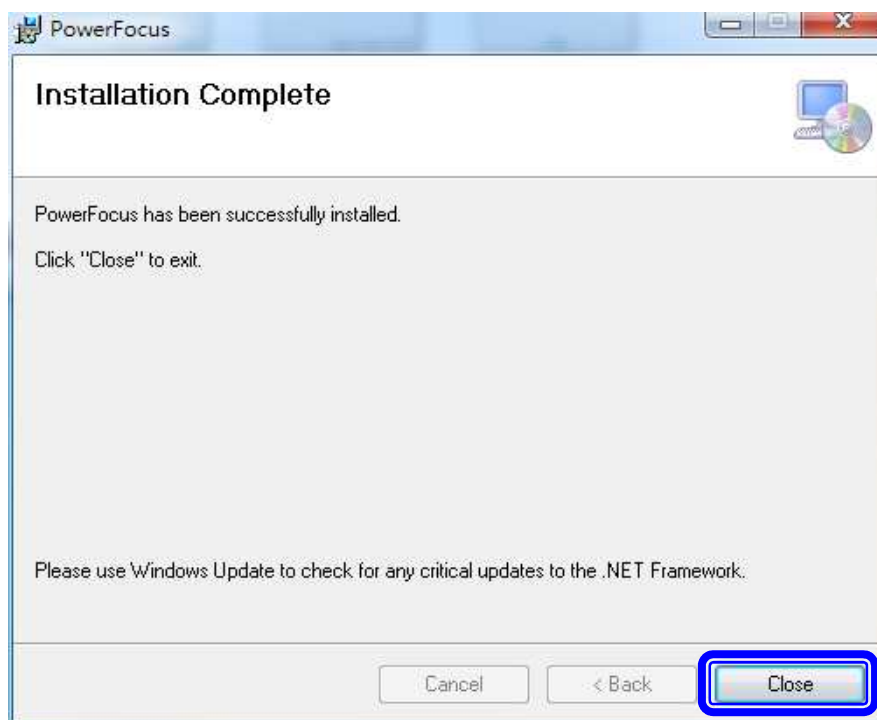 PowerFocus
Installation Complete
PowerFocus has been successfully installed.
Click "Close" to exit.
Please use Windows Update to check for any critical updates to the .NET Framework.
Cancel
< Back
Close